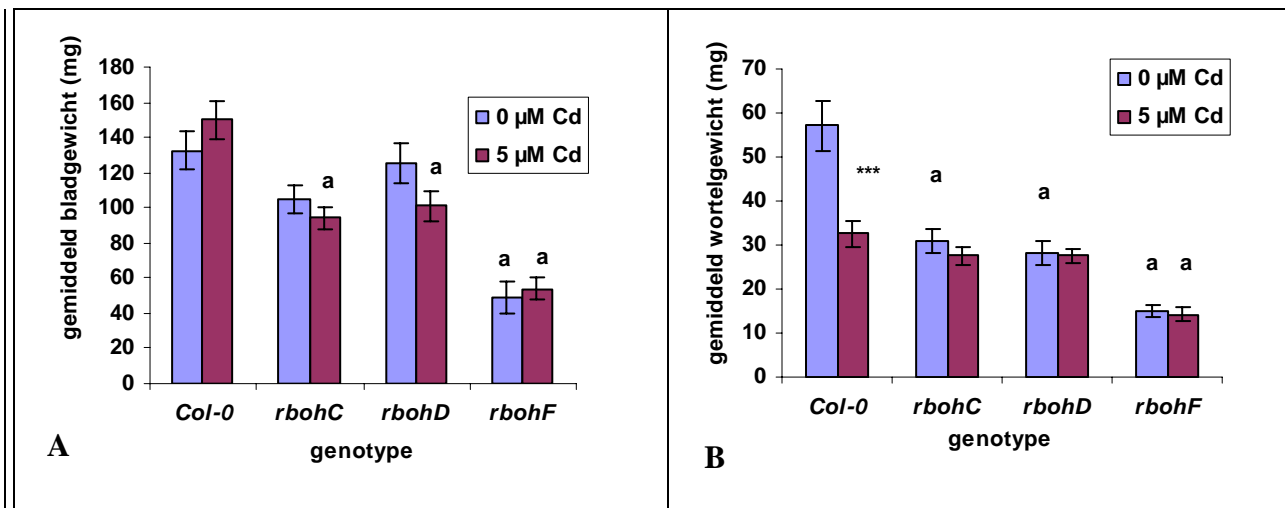 gemiddeld bladgewicht (mg)
180
160
140
120
100
80
60
40
20
0
0 µM Cd
5 µM Cd
a
a
a a
Col-0 rbohC rbohD rbohF
genotype
A
gemiddeld wortelgewicht (mg)
70
60
50
40
30
20
10
0
0 µM Cd
5 µM Cd
***
a
a
a a
Col-0 rbohC rbohD rbohF
genotype
B